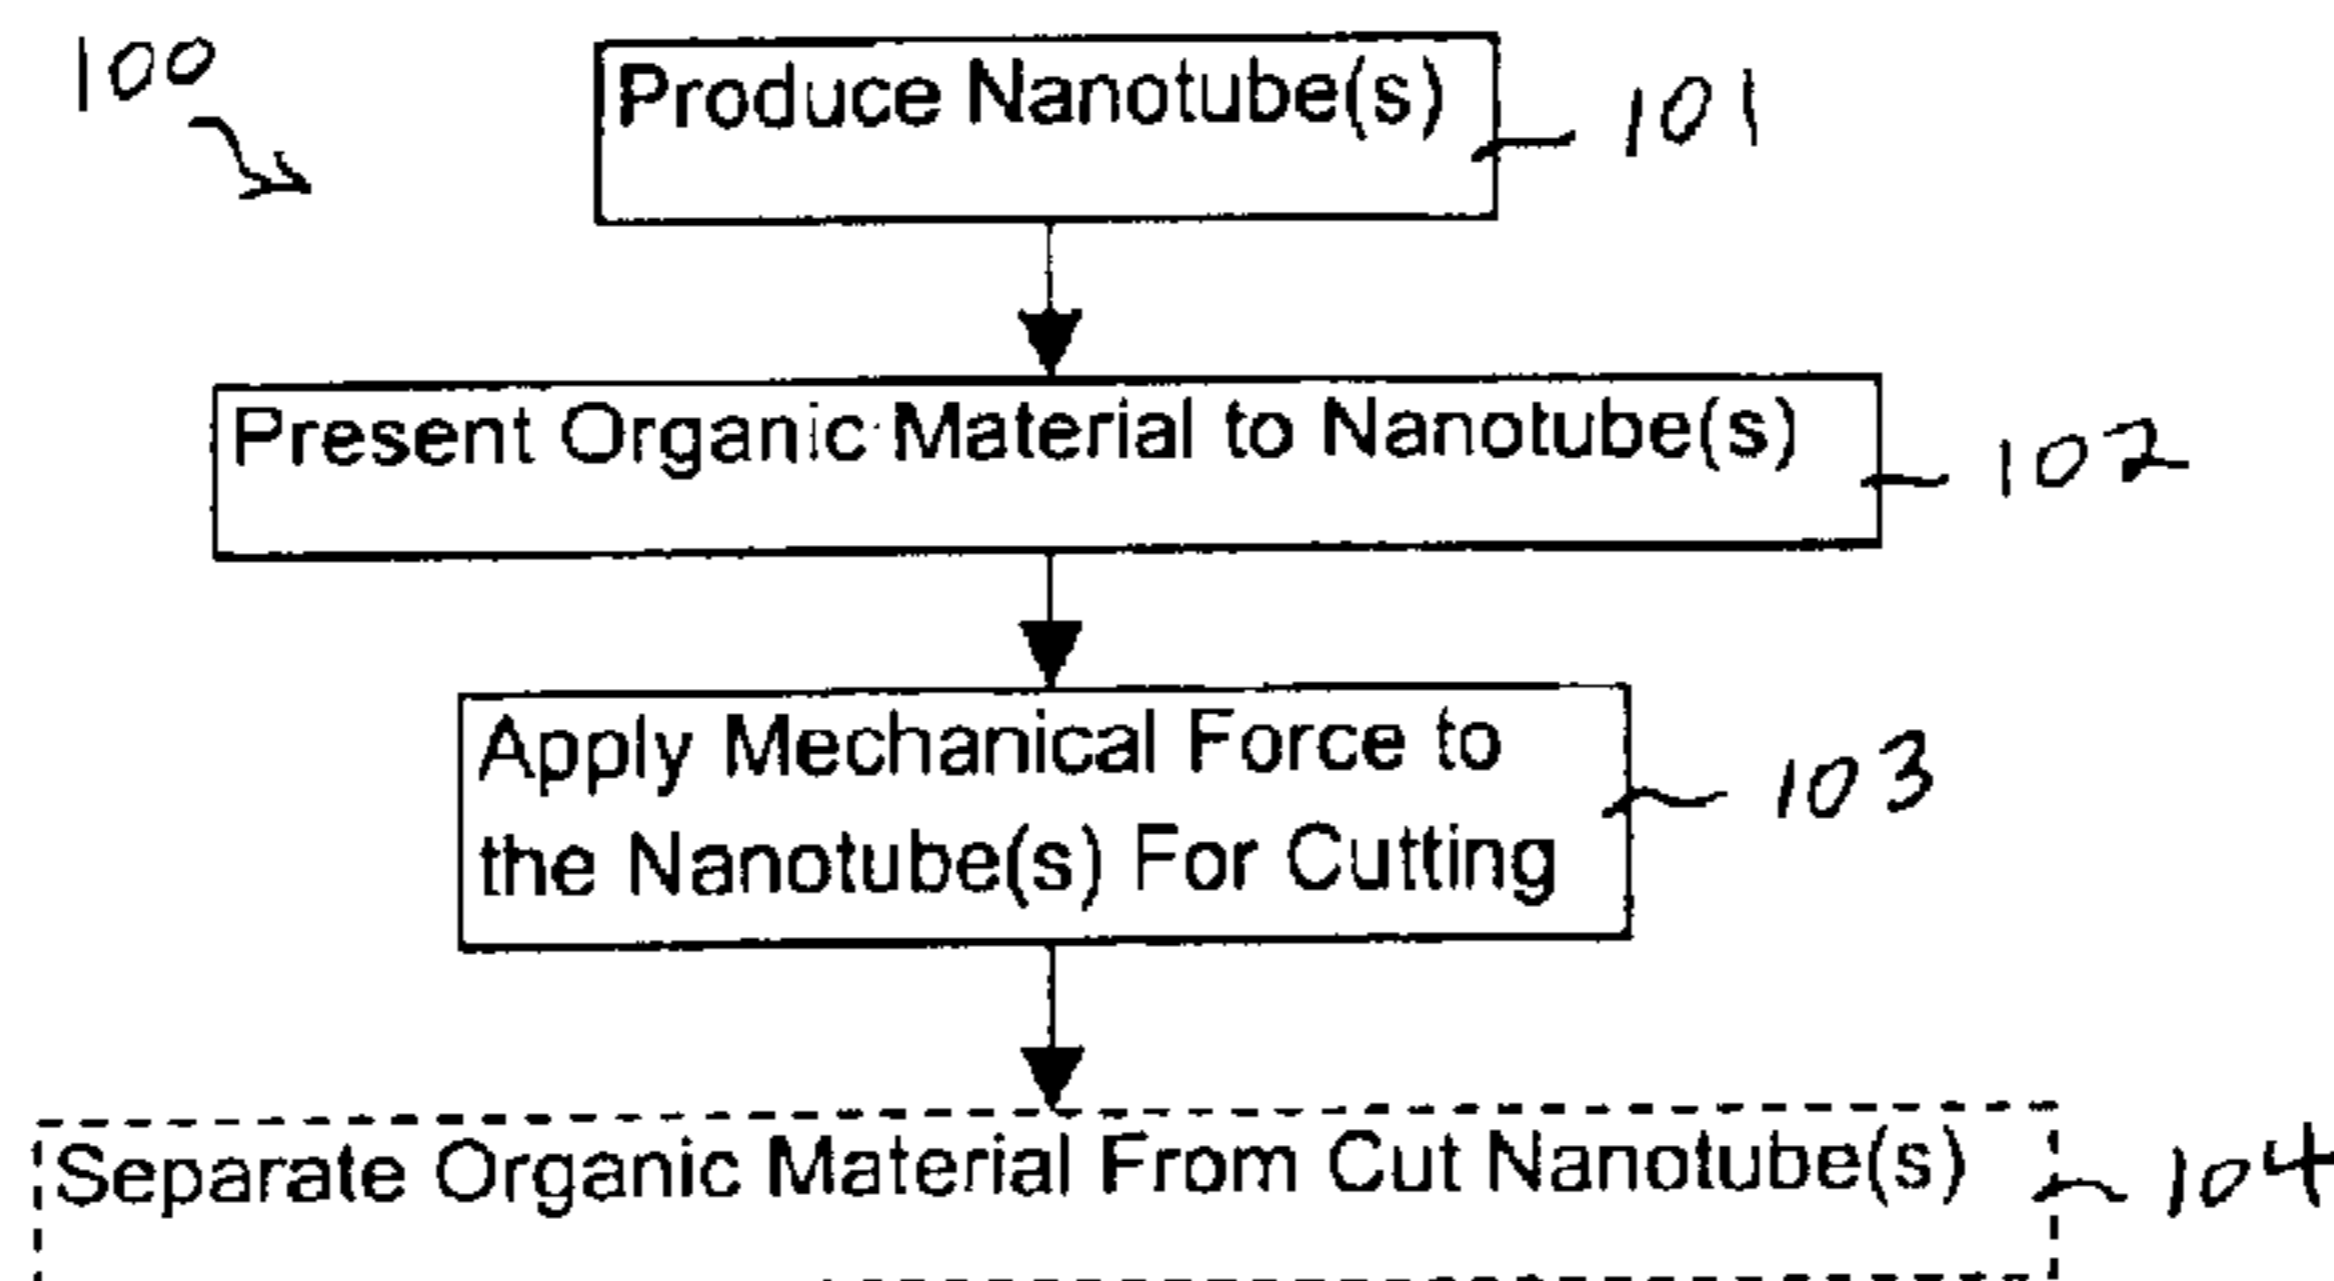 100
Produce Nanotube(s)
101
Present Organic Material to Nanotube(s)
102
Apply Mechanical Force to
the Nanotube(s) For Cutting
103
Separate Organic Material From Cut Nanotube(s)
104